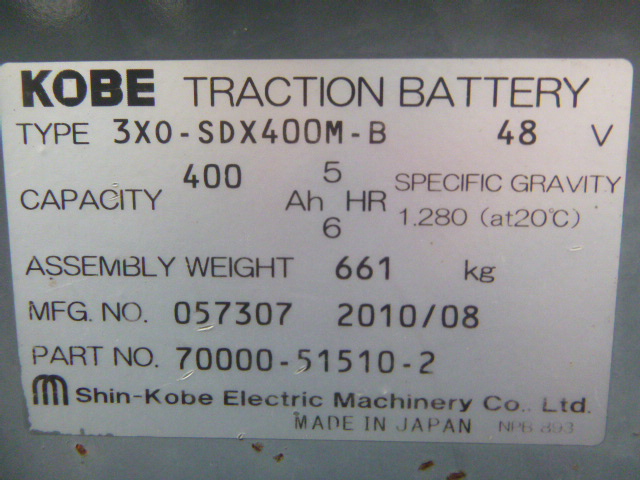 KOBE TRACTION BATTERY
TYPE 3X0-SDX400M-B 48 V
CAPACITY 400 Ah 5 HR SPECIFIC GRAVITY
6 1.280 (at20℃)
ASSEMBLY WEIGHT 661 kg
MFG. NO. 057307 2010/08
PART NO. 70000-51510-2
Shin-Kobe Electric Machinery Co., Ltd.
MADE IN JAPAN NPB 893